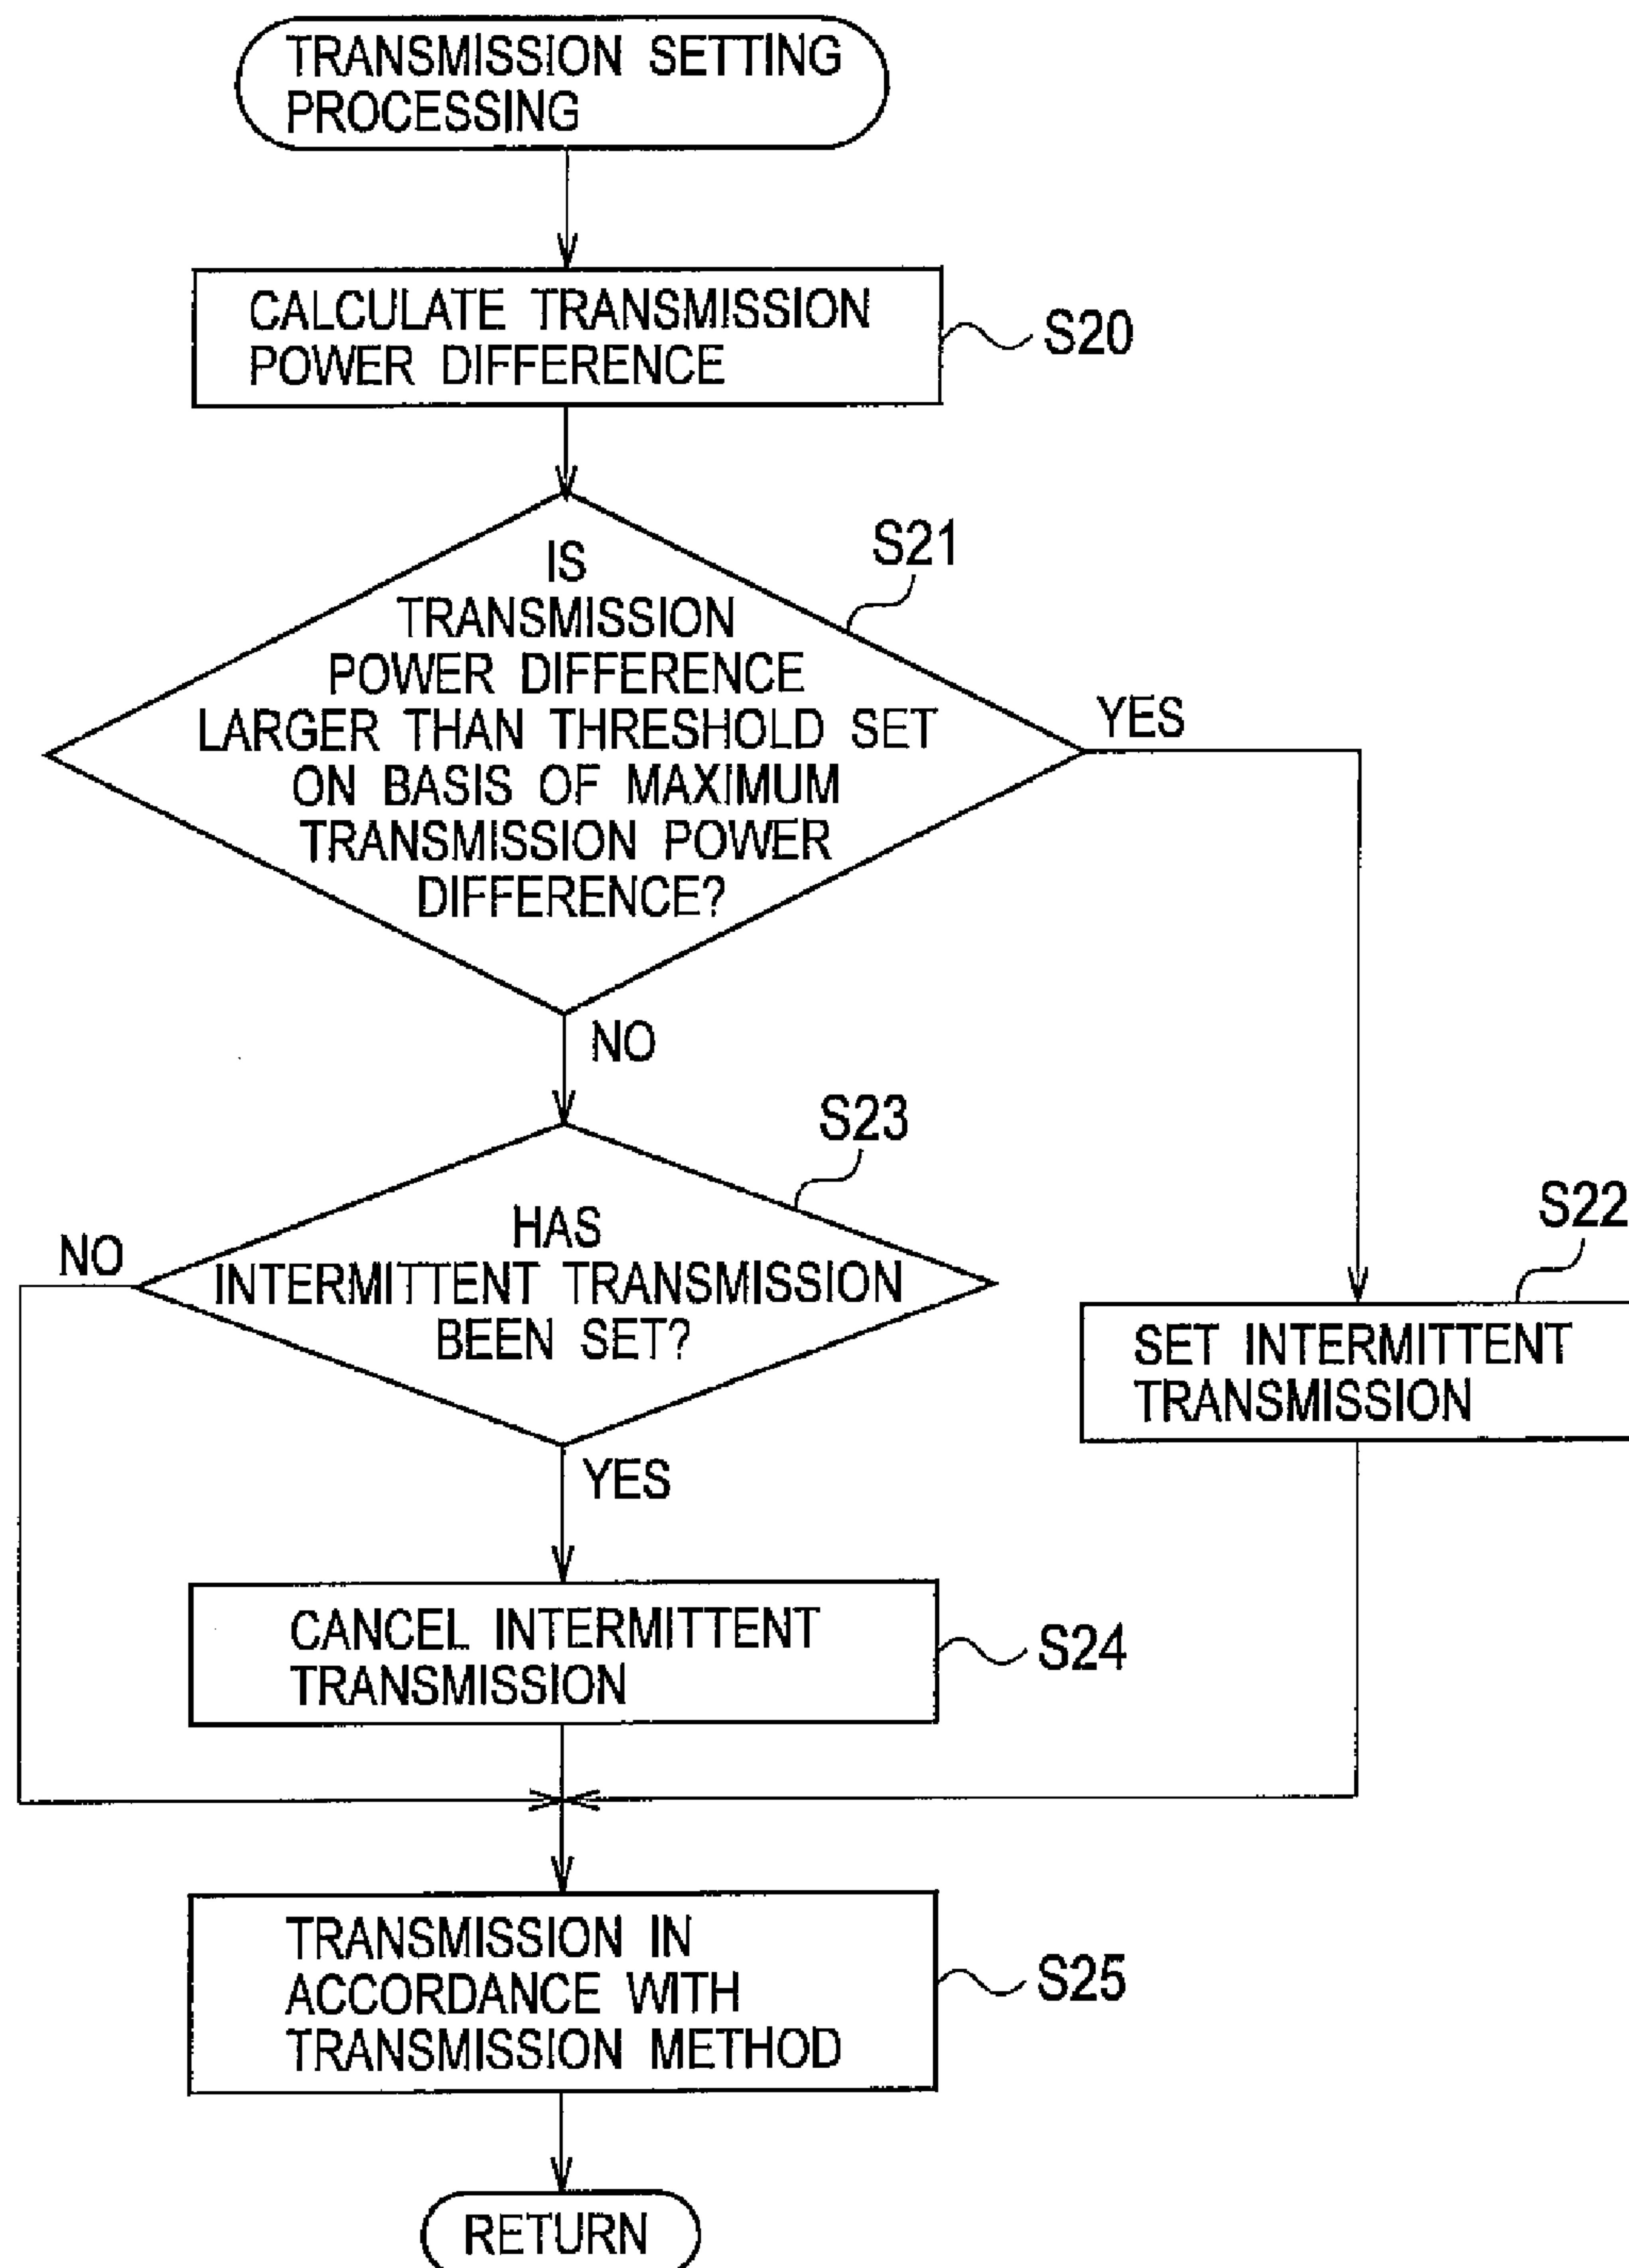 TRANSMISSION SETTING
PROCESSING
CALCULATE TRANSMISSION
POWER DIFFERENCE
S20
S21
IS
TRANSMISSION
POWER DIFFERENCE
LARGER THAN THRESHOLD SET
ON BASIS OF MAXIMUM
TRANSMISSION POWER
DIFFERENCE?
YES
NO
S23
HAS
INTERMITTENT TRANSMISSION
BEEN SET?
NO
YES
S22
SET INTERMITTENT
TRANSMISSION
CANCEL INTERMITTENT
TRANSMISSION
S24
TRANSMISSION IN
ACCORDANCE WITH
TRANSMISSION METHOD
S25
RETURN